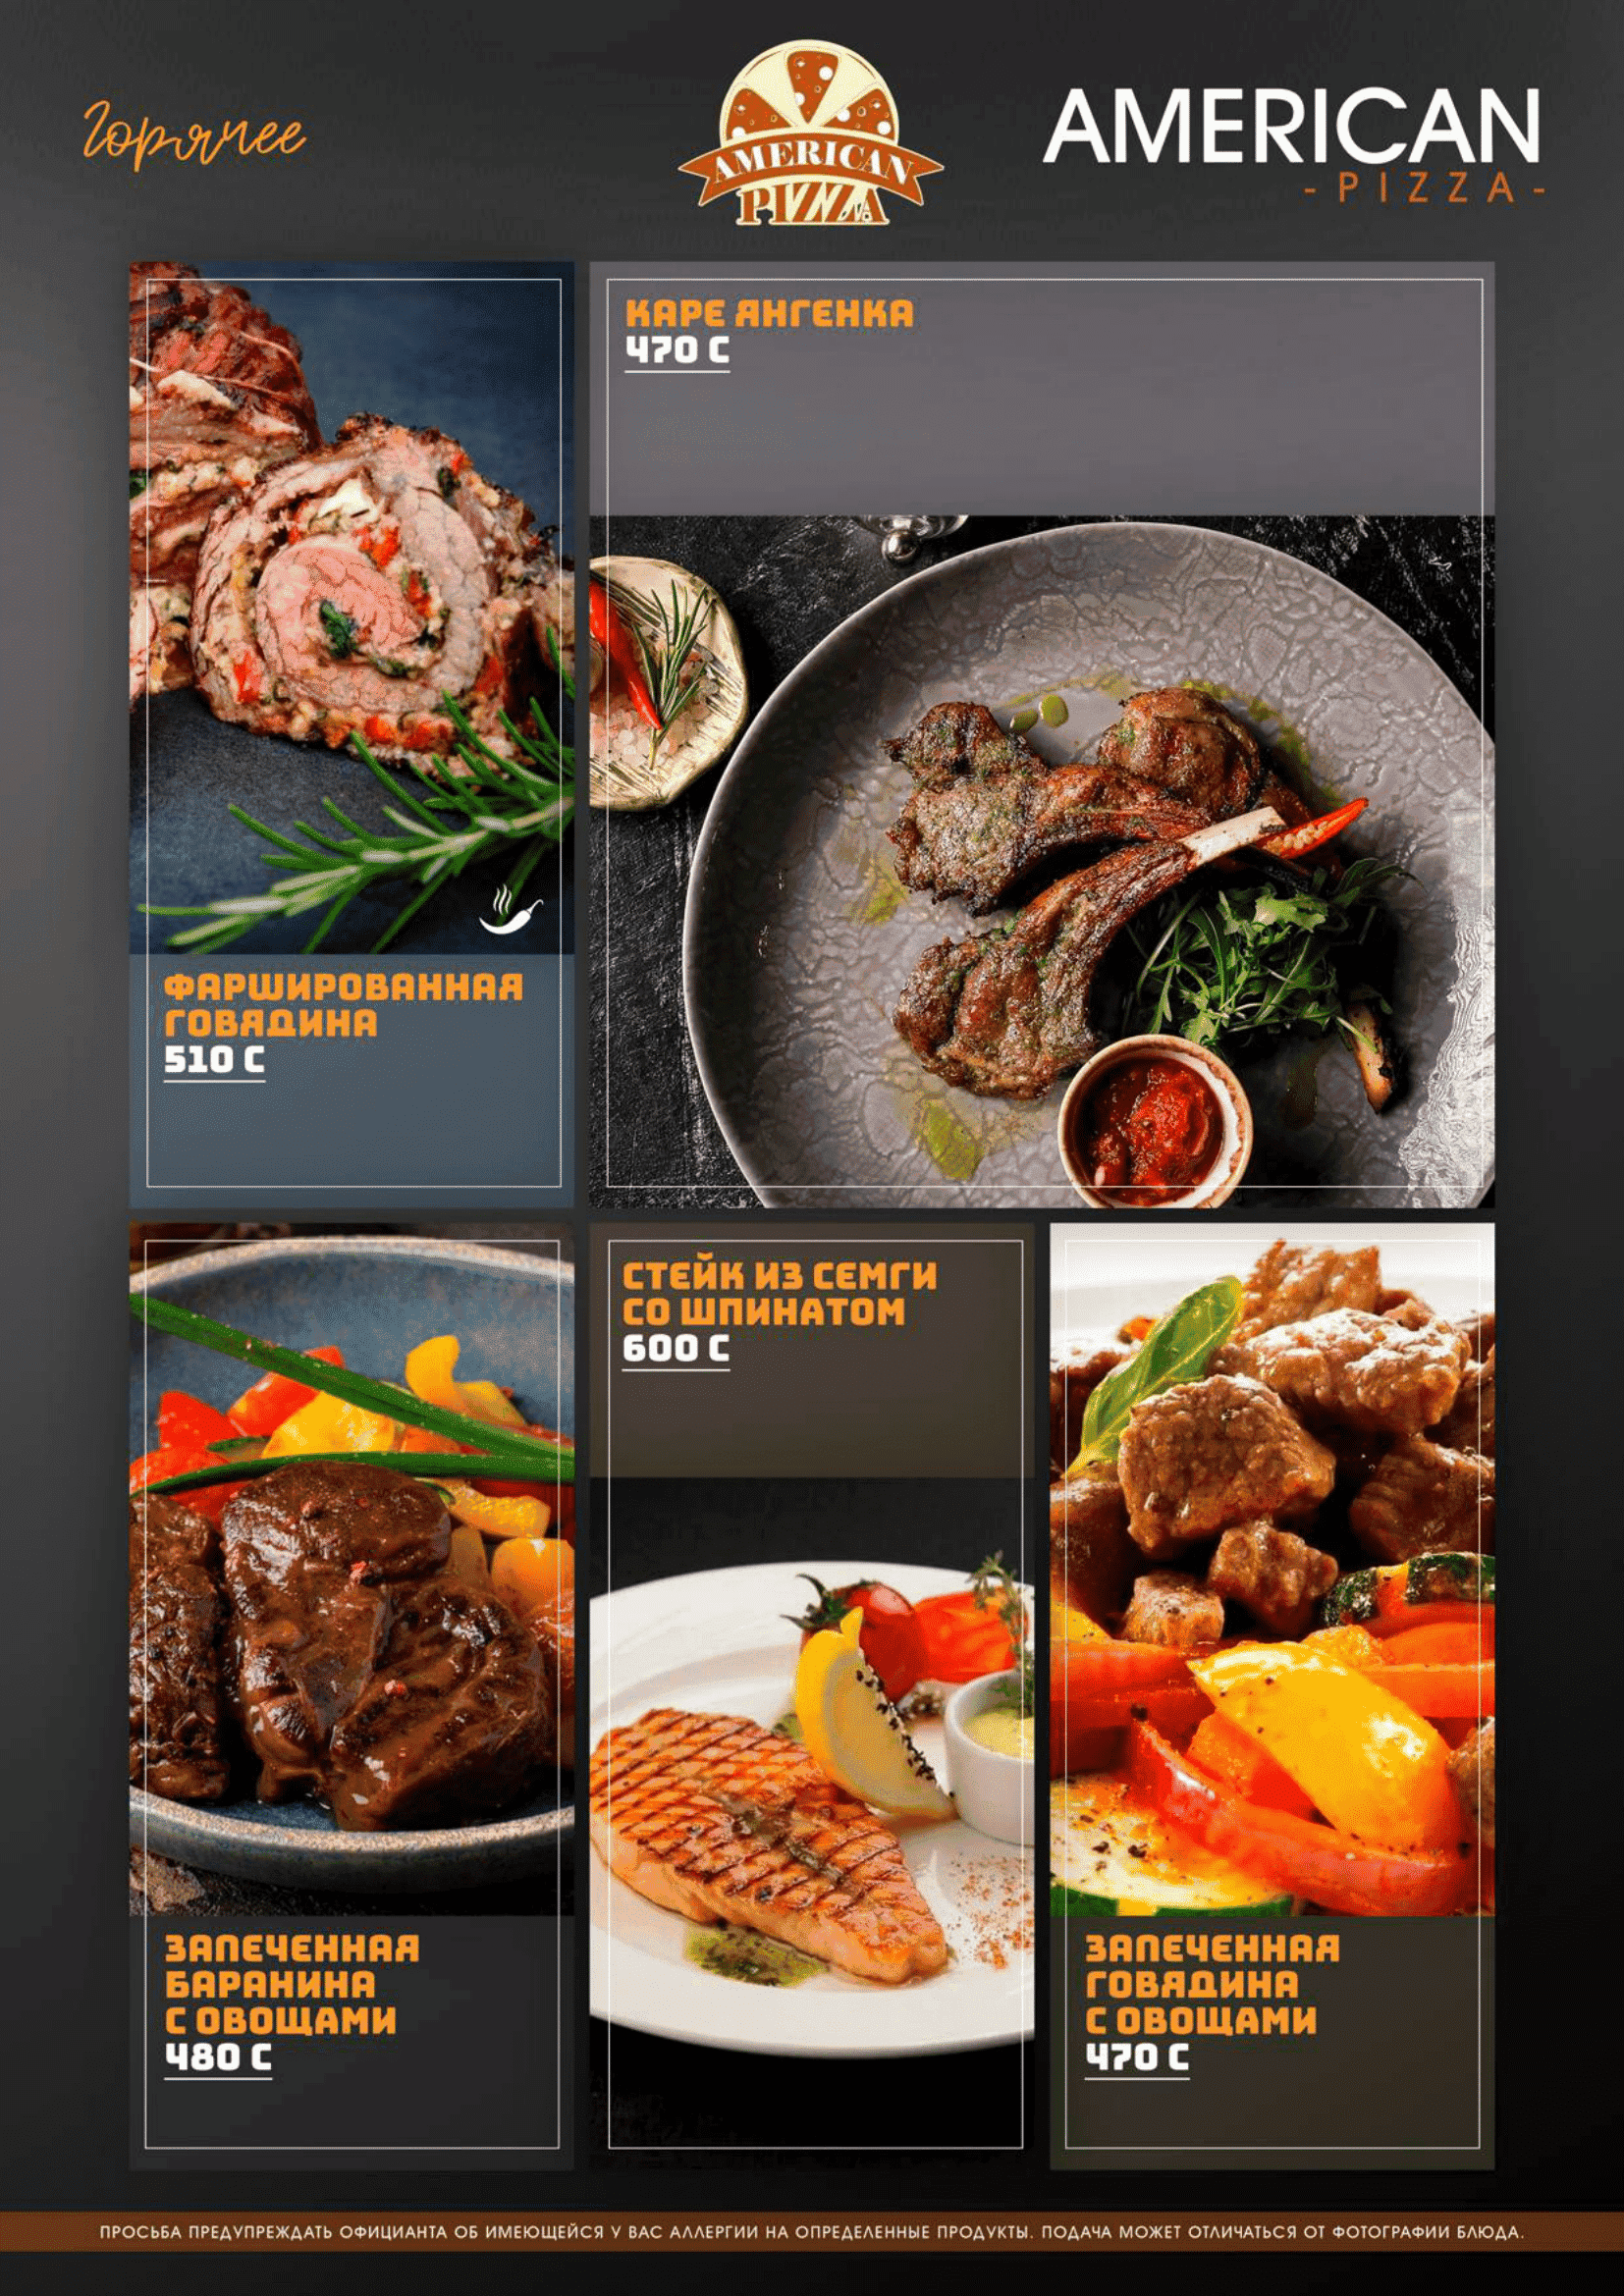 Горячее
AMERICAN
PIZZA
AMERICAN
-PIZZA-
КАРЕ ЯНГЕНКА
470 С
ФАРШИРОВАННАЯ
ГОВЯДИНА
510 С
СТЕЙК ИЗ СЕМГИ
СО ШПИНАТОМ
600 С
ЗАПЕЧЕННАЯ
БАРАНИНА
С ОВОЩАМИ
480 С
ЗАПЕЧЕННАЯ
ГОВЯДИНА
С ОВОЩАМИ
470 С
ПРОСЬБА ПРЕДУПРЕЖДАТЬ ОФИЦИАНТА ОБ ИМЕЮЩЕЙСЯ У ВАС АЛЛЕРГИИ НА ОПРЕДЕЛЕННЫЕ ПРОДУКТЫ. ПОДАЧА МОЖЕТ ОТЛИЧАТЬСЯ ОТ ФОТОГРАФИИ БЛЮДА.